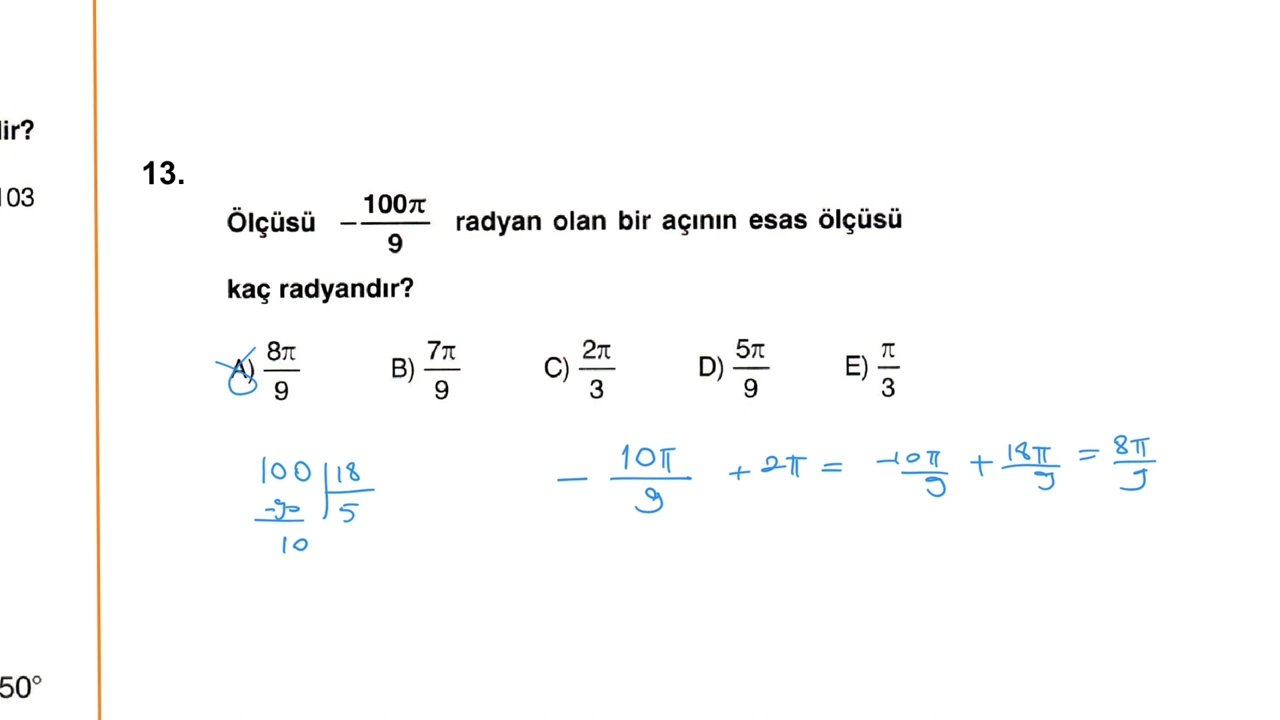 lir?
103
50°
13.
Ölçüsü −100π/9 radyan olan bir açının esas ölçüsü
kaç radyandır?
A) 8π/9 B) 7π/9 C) 2π/3 D) 5π/9 E) π/3
100 | 18
-90 5
10
− 10π/9 + 2π = -10π/9 + 18π/9 = 8π/9